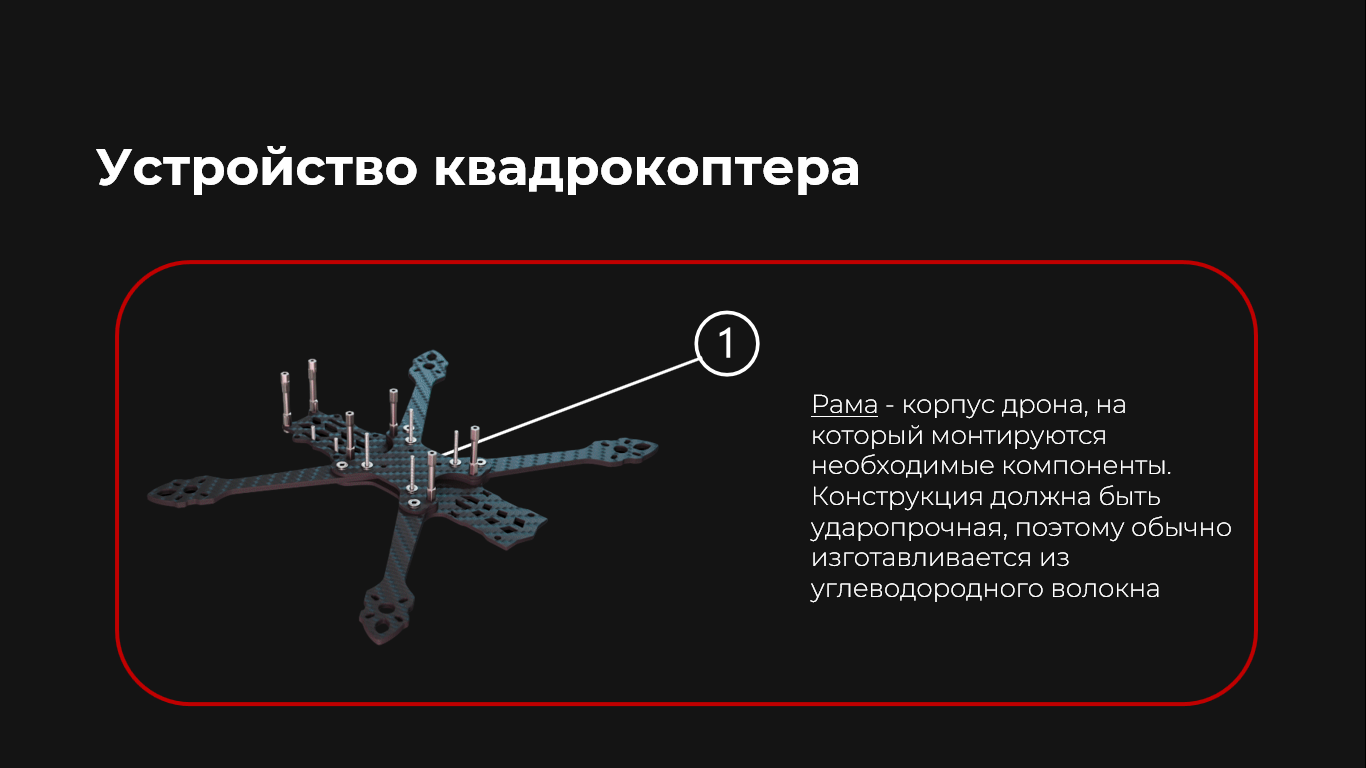 Устройство квадрокоптера
1
Рама - корпус дрона, на
который монтируются
необходимые компоненты.
Конструкция должна быть
ударопрочная, поэтому обычно
изготавливается из
углеводородного волокна